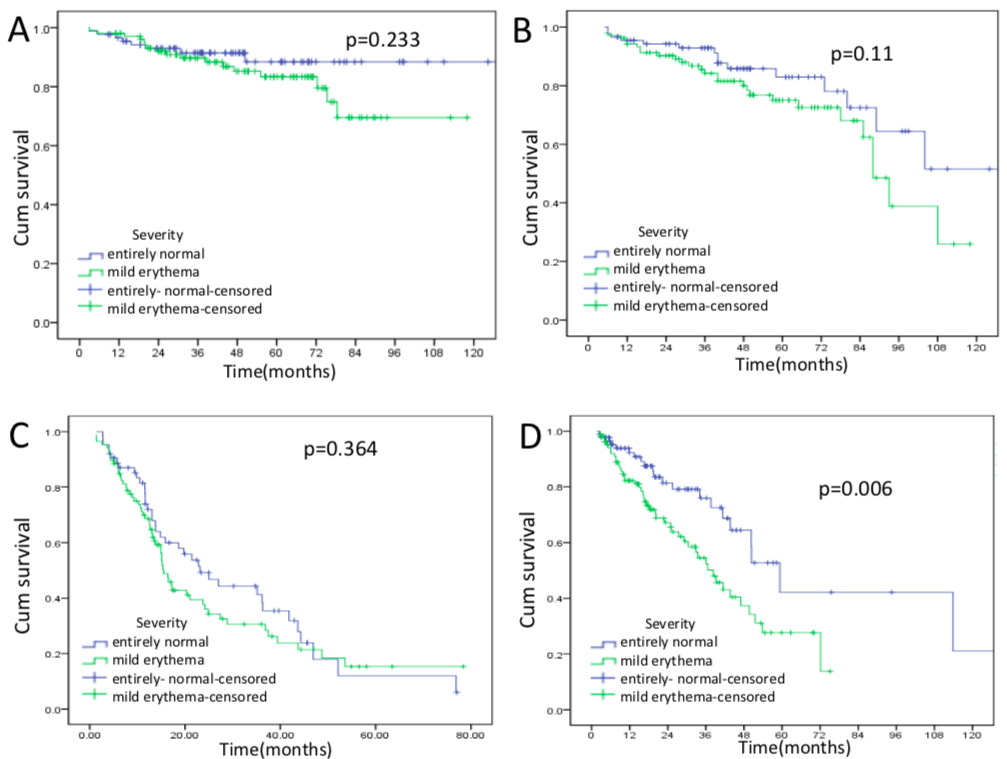 A
p=0.233
1.0
0.8
0.6
0.4
0.2
0.0
Cum survival
Severity
entirely normal
mild erythema
entirely- normal-censored
mild erythema-censored
0 12 24 36 48 60 72 84 96 108 120
Time(months)
B
p=0.11
1.0
0.8
0.6
0.4
0.2
0.0
Cum survival
Severity
entirely normal
mild erythema
entirely- normal-censored
mild erythema-censored
0 12 24 36 48 60 72 84 96 108 120
Time(months)
C
p=0.364
1.0
0.8
0.6
0.4
0.2
0.0
Cum survival
Severity
entirely normal
mild erythema
entirely- normal-censored
mild erythema-censored
0.00 20.00 40.00 60.00 80.00
Time(months)
D
p=0.006
1.0
0.8
0.6
0.4
0.2
0.0
Cum survival
Severity
entirely normal
mild erythema
entirely- normal-censored
mild erythema-censored
0 12 24 36 48 60 72 84 96 108 120
Time(months)